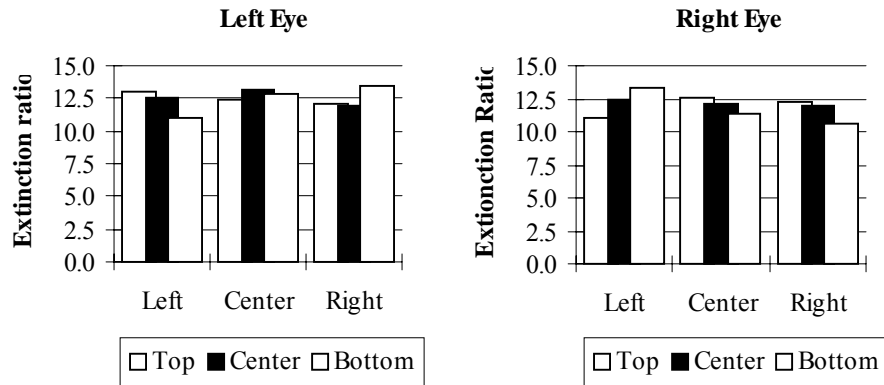 Left Eye
Extinction ratio
15.0
12.5
10.0
7.5
5.0
2.5
0.0
Left Center Right
Top Center Bottom
Right Eye
Extionction Ratio
15.0
12.5
10.0
7.5
5.0
2.5
0.0
Left Center Right
Top Center Bottom